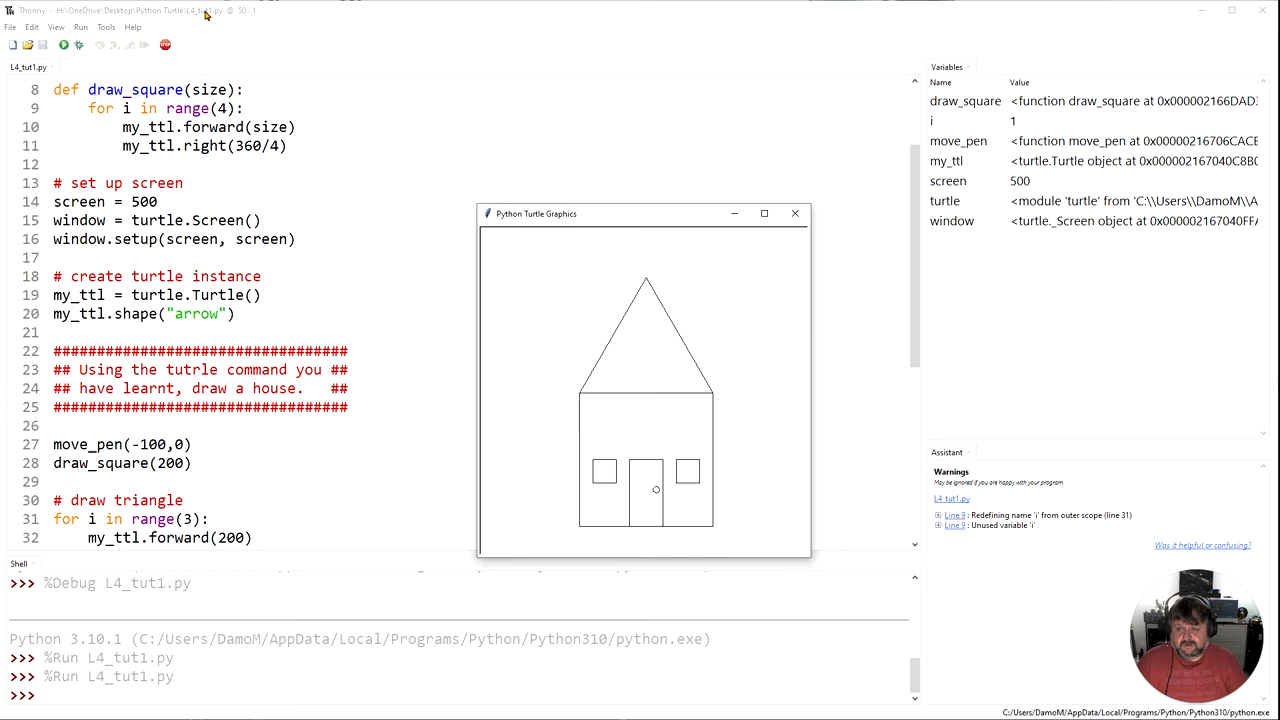 Thonny - H:\OneDrive\Desktop\Python Turtle\L4_tut1.py @ 50 : 1
File Edit View Run Tools Help
L4_tut1.py
8 def draw_square(size):
9 for i in range(4):
10 my_ttl.forward(size)
11 my_ttl.right(360/4)
12
13 # set up screen
14 screen = 500
15 window = turtle.Screen()
16 window.setup(screen, screen)
17
18 # create turtle instance
19 my_ttl = turtle.Turtle()
20 my_ttl.shape("arrow")
21
22 ##################################
23 ## Using the tutrle command you ##
24 ## have learnt, draw a house. ##
25 ##################################
26
27 move_pen(-100,0)
28 draw_square(200)
29
30 # draw triangle
31 for i in range(3):
32 my_ttl.forward(200)
Python Turtle Graphics
Variables
Name Value
draw_square <function draw_square at 0x000002166DAD3
i 1
move_pen <function move_pen at 0x00000216706CACE
my_ttl <turtle.Turtle object at 0x000002167040C8B0
screen 500
turtle <module 'turtle' from 'C:\\Users\\DamoM\\A
window <turtle._Screen object at 0x000002167040FFA
Assistant
Warnings
May be ignored if you are happy with your program.
L4_tut1.py
Line 9 : Redefining name 'i' from outer scope (line 31)
Line 9 : Unused variable 'i'
Was it helpful or confusing?
Shell
>>> %Debug L4_tut1.py
Python 3.10.1 (C:/Users/DamoM/AppData/Local/Programs/Python/Python310/python.exe)
>>> %Run L4_tut1.py
>>> %Run L4_tut1.py
>>>
C:/Users/DamoM/AppData/Local/Programs/Python/Python310/python.exe